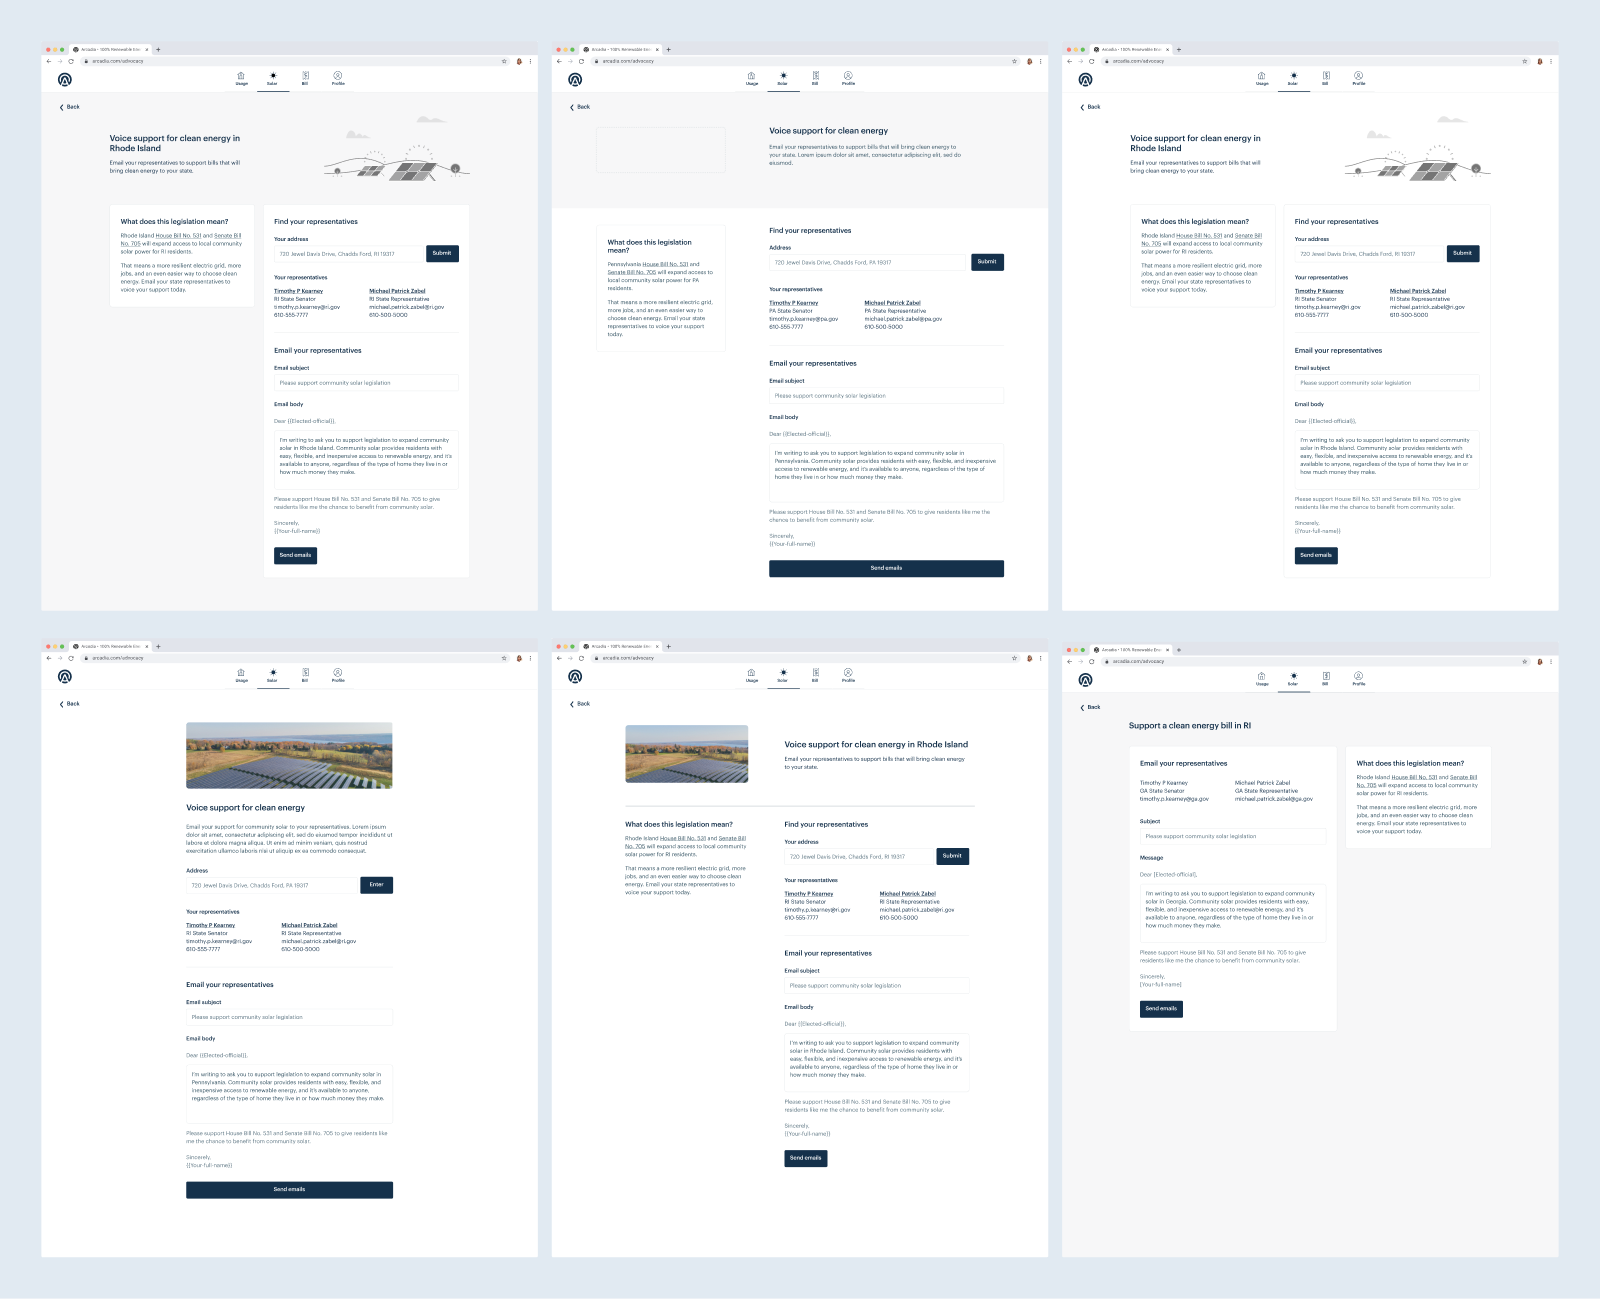 Arcadia - 100% Renewable Ene
arcadia.com/advocacy
Usage
Solar
Bill
Profile
Back
Voice support for clean energy in
Rhode Island
Email your representatives to support bills that will
bring clean energy to your state.
What does this legislation mean?
Rhode Island House Bill No. 531 and Senate Bill
No. 705 will expand access to local community
solar power for RI residents.
That means a more resilient electric grid, more
jobs, and an even easier way to choose clean
energy. Email your state representatives to
voice your support today.
Find your representatives
Your address
720 Jewel Davis Drive, Chadds Ford, RI 19317
Submit
Your representatives
Timothy P Kearney
RI State Senator
timothy.p.kearney@ri.gov
610-555-7777
Michael Patrick Zabel
RI State Representative
michael.patrick.zabel@ri.gov
610-500-5000
Email your representatives
Email subject
Please support community solar legislation
Email body
Dear {{Elected-official}},
I'm writing to ask you to support legislation to expand community
solar in Rhode Island. Community solar provides residents with
easy, flexible, and inexpensive access to renewable energy, and it's
available to anyone, regardless of the type of home they live in or
how much money they make.
Please support House Bill No. 531 and Senate Bill No. 705 to give
residents like me the chance to benefit from community solar.
Sincerely,
{{Your-full-name}}
Send emails
Arcadia - 100% Renewable Ene
arcadia.com/advocacy
Usage
Solar
Bill
Profile
Back
Voice support for clean energy
Email your representatives to support bills that will bring clean energy to
your state. Lorem ipsum dolor sit amet, consectetur adipiscing elit, sed do
eiusmod.
What does this legislation
mean?
Pennsylvania House Bill No. 531 and
Senate Bill No. 705 will expand access to
local community solar power for PA
residents.
That means a more resilient electric grid,
more jobs, and an even easier way to
choose clean energy. Email your state
representatives to voice your support
today.
Find your representatives
Address
720 Jewel Davis Drive, Chadds Ford, PA 19317
Submit
Your representatives
Timothy P Kearney
PA State Senator
timothy.p.kearney@pa.gov
610-555-7777
Michael Patrick Zabel
PA State Representative
michael.patrick.zabel@pa.gov
610-500-5000
Email your representatives
Email subject
Please support community solar legislation
Email body
Dear {{Elected-official}},
I'm writing to ask you to support legislation to expand community solar in
Pennsylvania. Community solar provides residents with easy, flexible, and inexpensive
access to renewable energy, and it's available to anyone, regardless of the type of
home they live in or how much money they make.
Please support House Bill No. 531 and Senate Bill No. 705 to give residents like me the
chance to benefit from community solar.
Sincerely,
{{Your-full-name}}
Send emails
Arcadia - 100% Renewable Ene
arcadia.com/advocacy
Usage
Solar
Bill
Profile
Back
Voice support for clean energy in
Rhode Island
Email your representatives to support bills that will
bring clean energy to your state.
What does this legislation mean?
Rhode Island House Bill No. 531 and Senate Bill
No. 705 will expand access to local community
solar power for RI residents.
That means a more resilient electric grid, more
jobs, and an even easier way to choose clean
energy. Email your state representatives to
voice your support today.
Find your representatives
Your address
720 Jewel Davis Drive, Chadds Ford, RI 19317
Submit
Your representatives
Timothy P Kearney
RI State Senator
timothy.p.kearney@ri.gov
610-555-7777
Michael Patrick Zabel
RI State Representative
michael.patrick.zabel@ri.gov
610-500-5000
Email your representatives
Email subject
Please support community solar legislation
Email body
Dear {{Elected-official}},
I'm writing to ask you to support legislation to expand community
solar in Rhode Island. Community solar provides residents with
easy, flexible, and inexpensive access to renewable energy, and it's
available to anyone, regardless of the type of home they live in or
how much money they make.
Please support House Bill No. 531 and Senate Bill No. 705 to give
residents like me the chance to benefit from community solar.
Sincerely,
{{Your-full-name}}
Send emails
Arcadia - 100% Renewable Ene
arcadia.com/advocacy
Usage
Solar
Bill
Profile
Back
Voice support for clean energy
Email your support for community solar to your representatives. Lorem ipsum
dolor sit amet, consectetur adipiscing elit, sed do eiusmod tempor incididunt ut
labore et dolore magna aliqua. Ut enim ad minim veniam, quis nostrud
exercitation ullamco laboris nisi ut aliquip ex ea commodo consequat.
Address
720 Jewel Davis Drive, Chadds Ford, PA 19317
Enter
Your representatives
Timothy P Kearney
RI State Senator
timothy.p.kearney@ri.gov
610-555-7777
Michael Patrick Zabel
RI State Representative
michael.patrick.zabel@ri.gov
610-500-5000
Email your representatives
Email subject
Please support community solar legislation
Email body
Dear {{Elected-official}},
I'm writing to ask you to support legislation to expand community solar in
Pennsylvania. Community solar provides residents with easy, flexible, and
inexpensive access to renewable energy, and it's available to anyone,
regardless of the type of home they live in or how much money they make.
Please support House Bill No. 531 and Senate Bill No. 705 to give residents like
me the chance to benefit from community solar.
Sincerely,
{{Your-full-name}}
Send emails
Arcadia - 100% Renewable Ene
arcadia.com/advocacy
Usage
Solar
Bill
Profile
Back
Voice support for clean energy in Rhode Island
Email your representatives to support bills that will bring clean energy
to your state.
What does this legislation mean?
Rhode Island House Bill No. 531 and Senate Bill
No. 705 will expand access to local community
solar power for RI residents.
That means a more resilient electric grid, more
jobs, and an even easier way to choose clean
energy. Email your state representatives to
voice your support today.
Find your representatives
Your address
720 Jewel Davis Drive, Chadds Ford, RI 19317
Submit
Your representatives
Timothy P Kearney
RI State Senator
timothy.p.kearney@ri.gov
610-555-7777
Michael Patrick Zabel
RI State Representative
michael.patrick.zabel@ri.gov
610-500-5000
Email your representatives
Email subject
Please support community solar legislation
Email body
Dear {{Elected-official}},
I'm writing to ask you to support legislation to expand community
solar in Rhode Island. Community solar provides residents with
easy, flexible, and inexpensive access to renewable energy, and it's
available to anyone, regardless of the type of home they live in or
how much money they make.
Please support House Bill No. 531 and Senate Bill No. 705 to give
residents like me the chance to benefit from community solar.
Sincerely,
{{Your-full-name}}
Send emails
Arcadia - 100% Renewable Ene
arcadia.com/advocacy
Usage
Solar
Bill
Profile
Back
Support a clean energy bill in RI
Email your representatives
Timothy P Kearney
GA State Senator
timothy.p.kearney@ga.gov
Michael Patrick Zabel
GA State Representative
michael.patrick.zabel@ga.gov
Subject
Please support community solar legislation
Message
Dear [Elected-official],
I'm writing to ask you to support legislation to expand community
solar in Georgia. Community solar provides residents with easy,
flexible, and inexpensive access to renewable energy, and it's
available to anyone, regardless of the type of home they live in or
how much money they make.
Please support House Bill No. 531 and Senate Bill No. 705 to give
residents like me the chance to benefit from community solar.
Sincerely,
[Your-full-name]
Send emails
What does this legislation mean?
Rhode Island House Bill No. 531 and Senate Bill
No. 705 will expand access to local community
solar power for RI residents.
That means a more resilient electric grid, more
jobs, and an even easier way to choose clean
energy. Email your state representatives to
voice your support today.